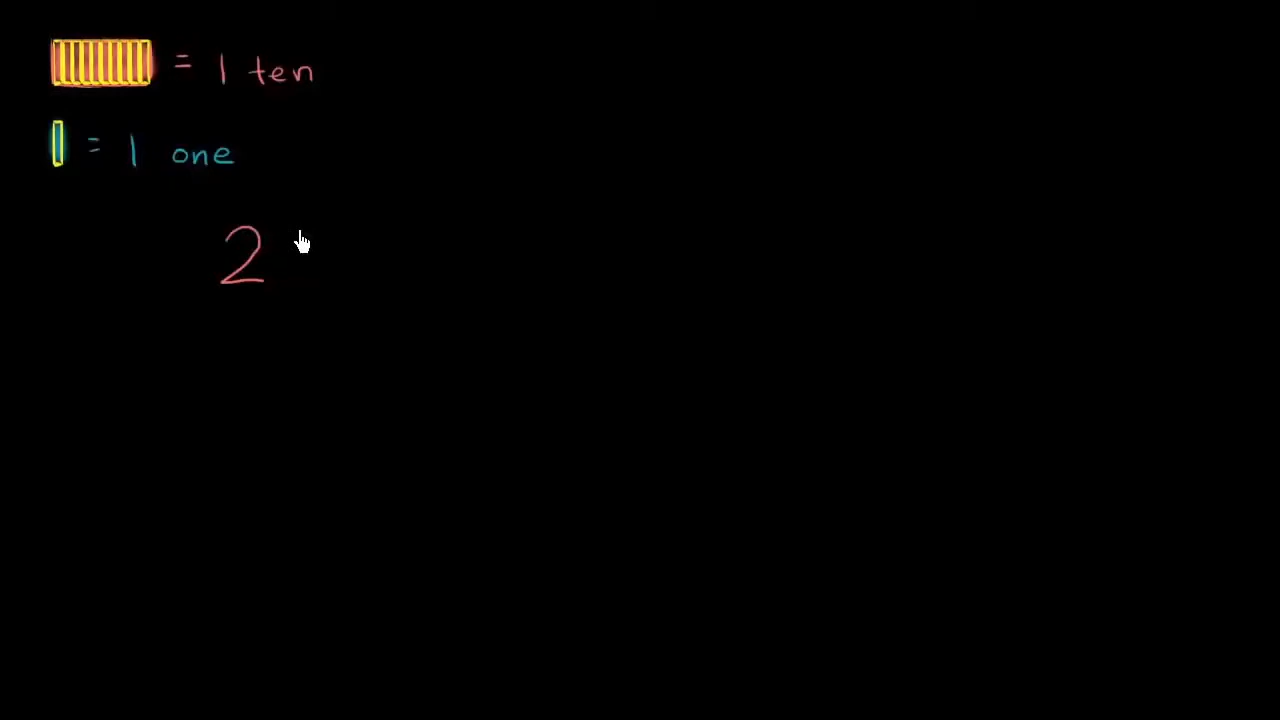 = 1 ten
= 1 one
2